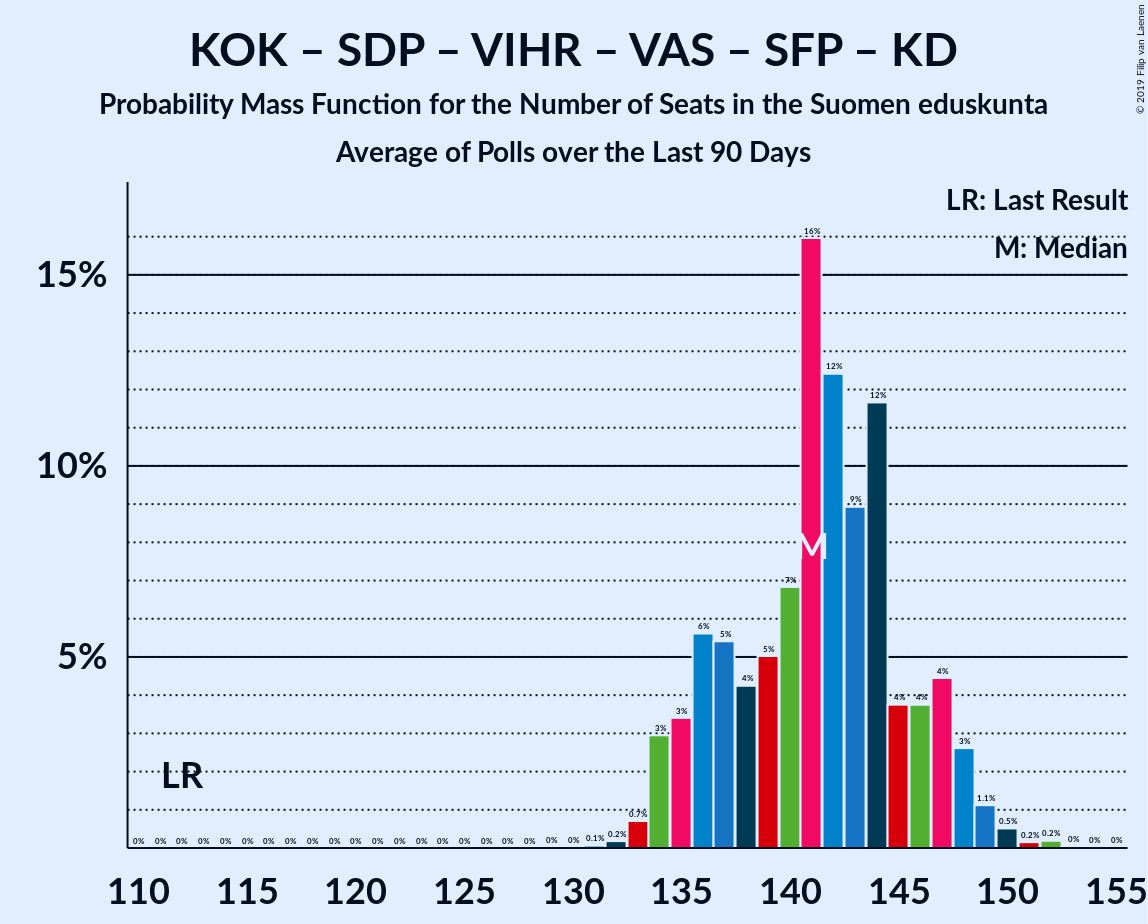 KOK – SDP – VIHR – VAS – SFP – KD
Probability Mass Function for the Number of Seats in the Suomen eduskunta
Average of Polls over the Last 90 Days
© 2019 Filip van Laenen
LR: Last Result
M: Median
15%
10%
5%
LR
M
0% 0% 0% 0% 0% 0% 0% 0% 0% 0% 0% 0% 0% 0% 0% 0% 0% 0% 0% 0% 0% 0.1% 0.2% 0.7% 3% 3% 6% 5% 4% 5% 7% 16% 12% 9% 12% 4% 4% 4% 3% 1.1% 0.5% 0.2% 0.2% 0% 0% 0%
110 115 120 125 130 135 140 145 150 155